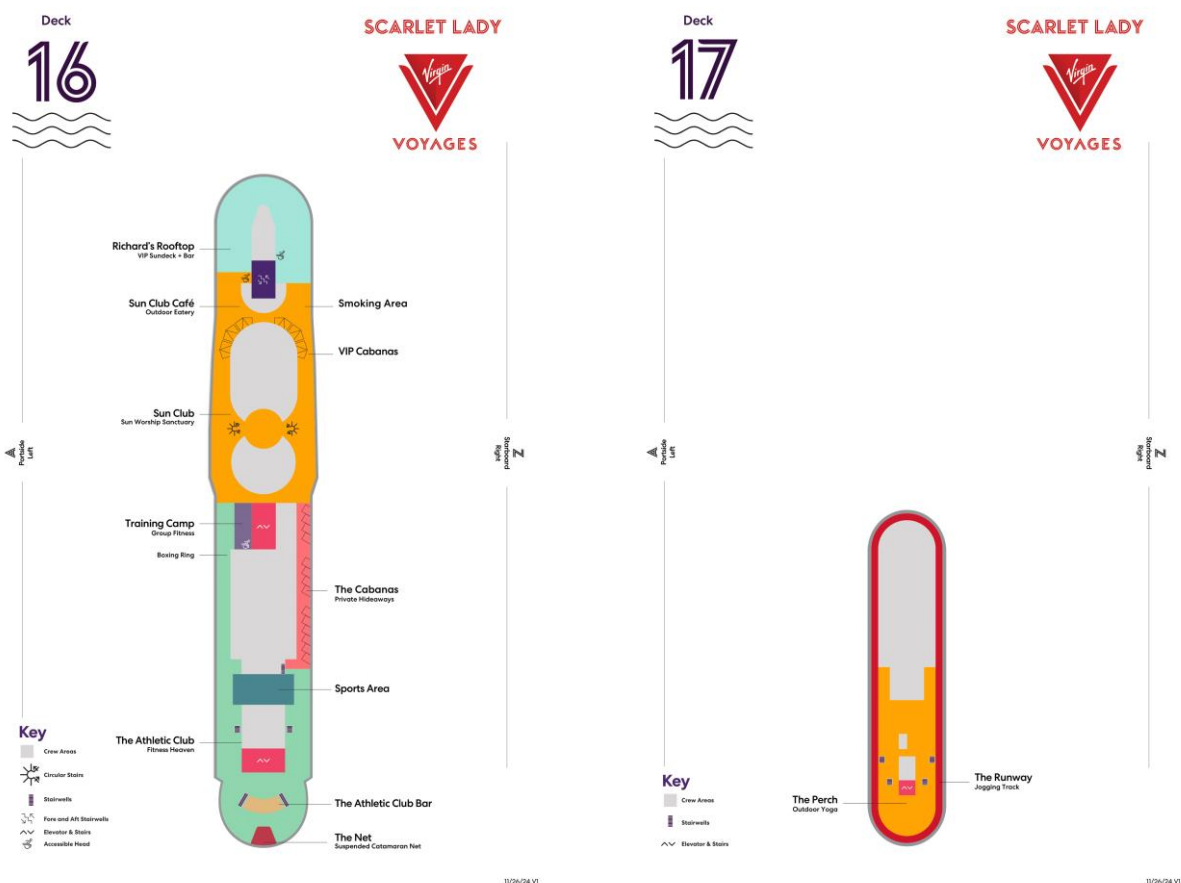 Deck
16
SCARLET LADY
Virgin
VOYAGES
Richard's Rooftop
VIP Sundeck + Bar
Sun Club Café
Outdoor Eatery
Smoking Area
VIP Cabanas
Sun Club
Sun Worship Sanctuary
Portside
Left
Starboard
Right
Training Camp
Group Fitness
Boxing Ring
The Cabanas
Private Hideaways
Sports Area
The Athletic Club
Fitness Heaven
The Athletic Club Bar
The Net
Suspended Catamaran Net
Key
Crew Areas
Circular Stairs
Stairwells
Fore and Aft Stairwells
Elevator & Stairs
Accessible Head
11/26/24 V1
Deck
17
SCARLET LADY
Virgin
VOYAGES
Portside
Left
Starboard
Right
The Runway
Jogging Track
The Perch
Outdoor Yoga
Key
Crew Areas
Stairwells
Elevator & Stairs
11/26/24 V1